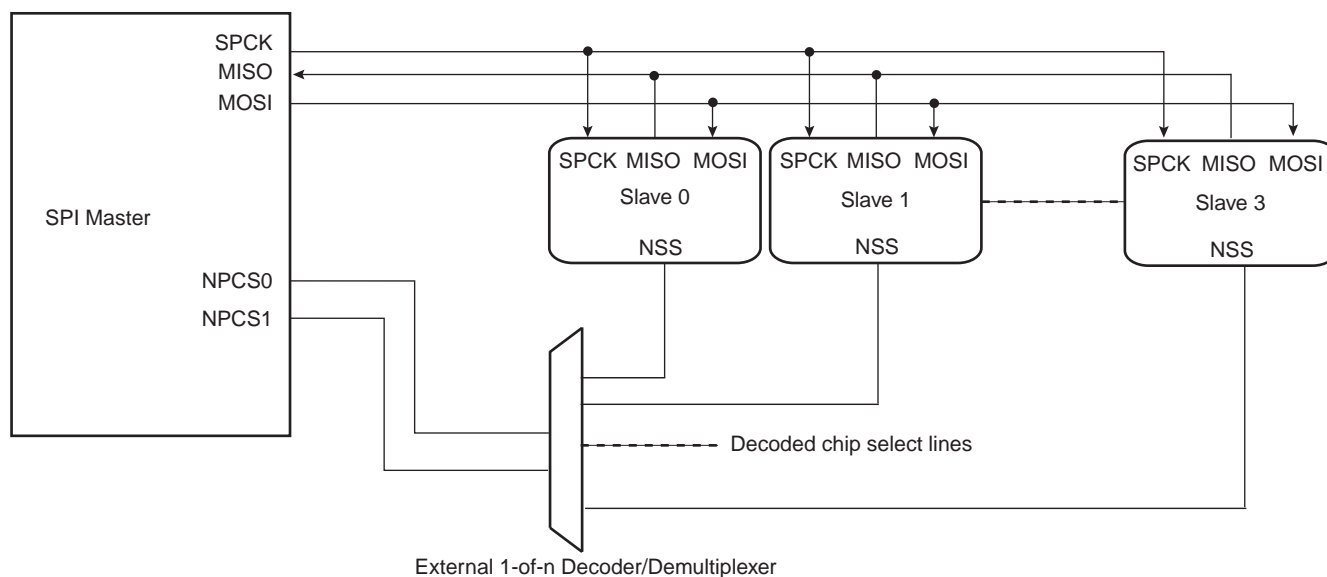 SPCK
MISO
MOSI
SPCK MISO MOSI
Slave 0
NSS
SPCK MISO MOSI
Slave 1
NSS
SPCK MISO MOSI
Slave 3
NSS
SPI Master
NPCS0
NPCS1
Decoded chip select lines
External 1-of-n Decoder/Demultiplexer